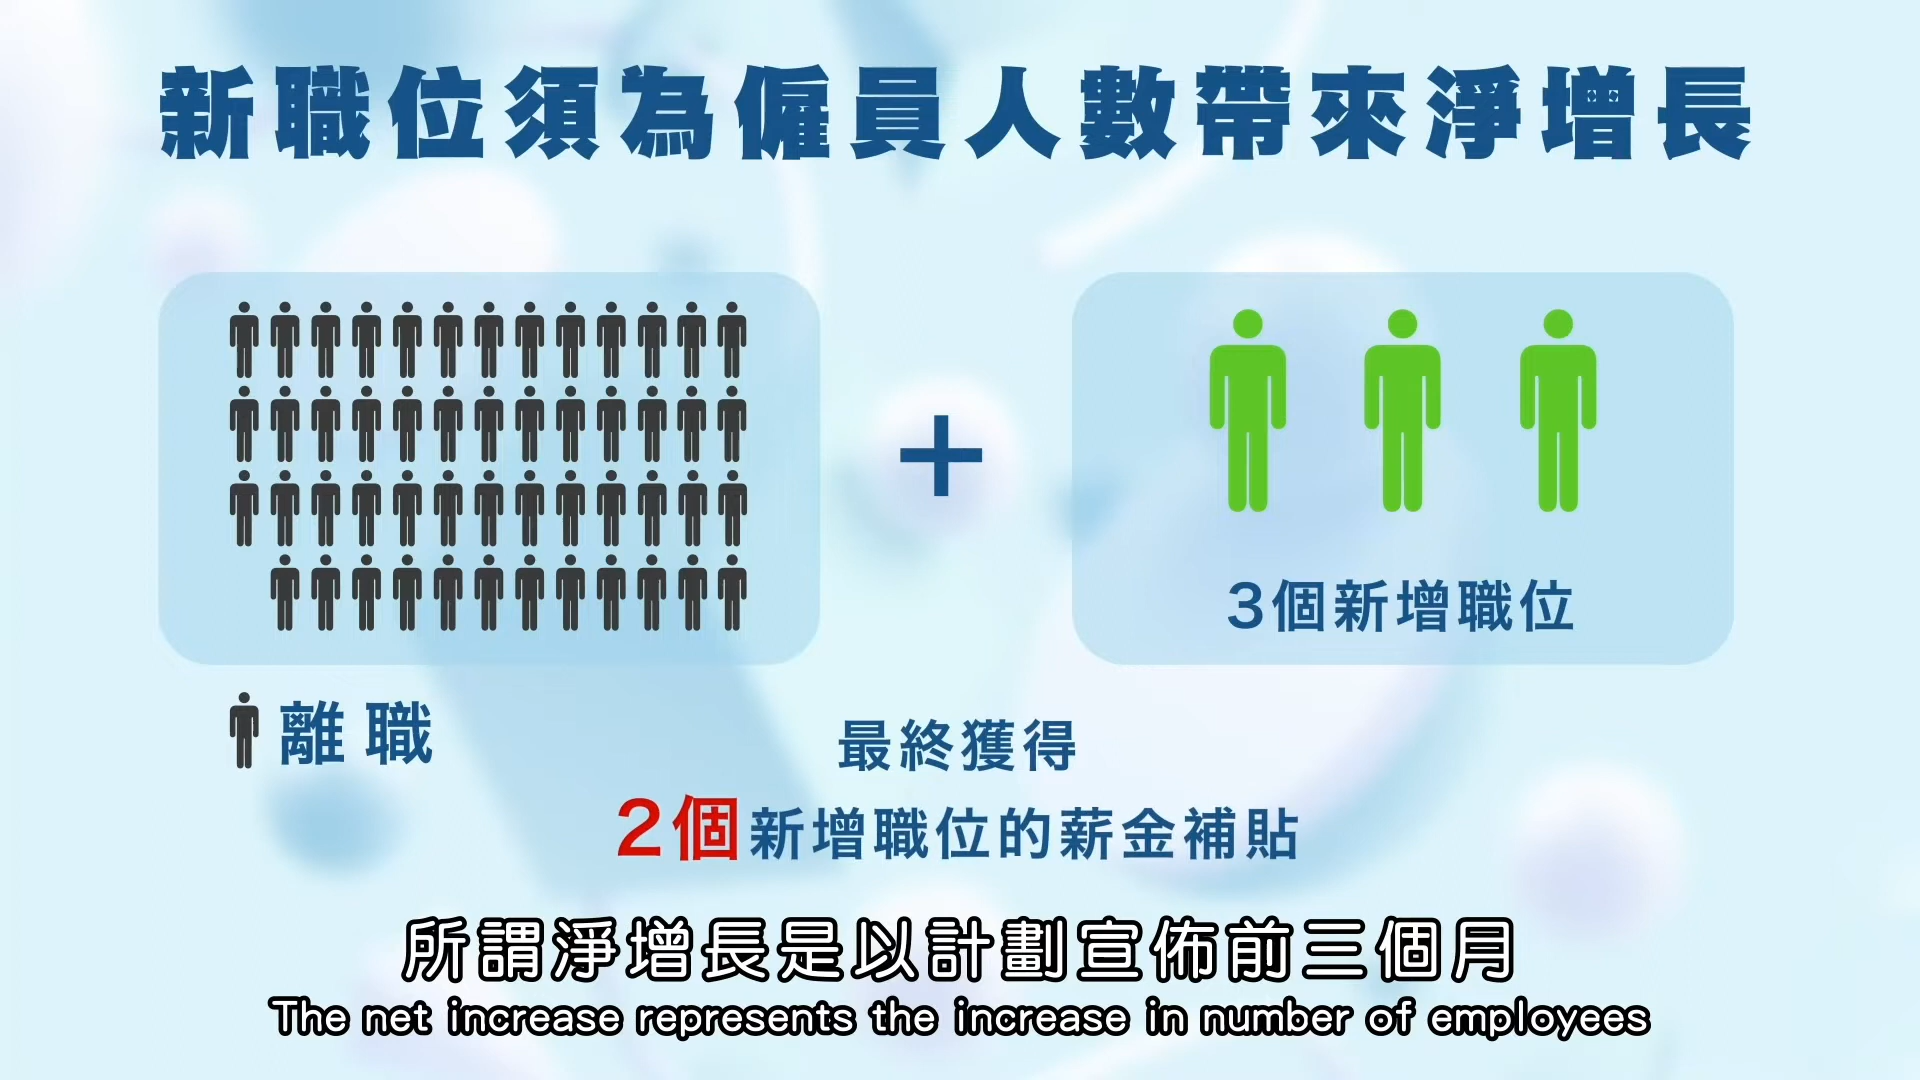 新職位須為僱員人數帶來淨增長
+
3個新增職位
離職
最終獲得
2個新增職位的薪金補貼
所謂淨增長是以計劃宣佈前三個月
The net increase represents the increase in number of employees